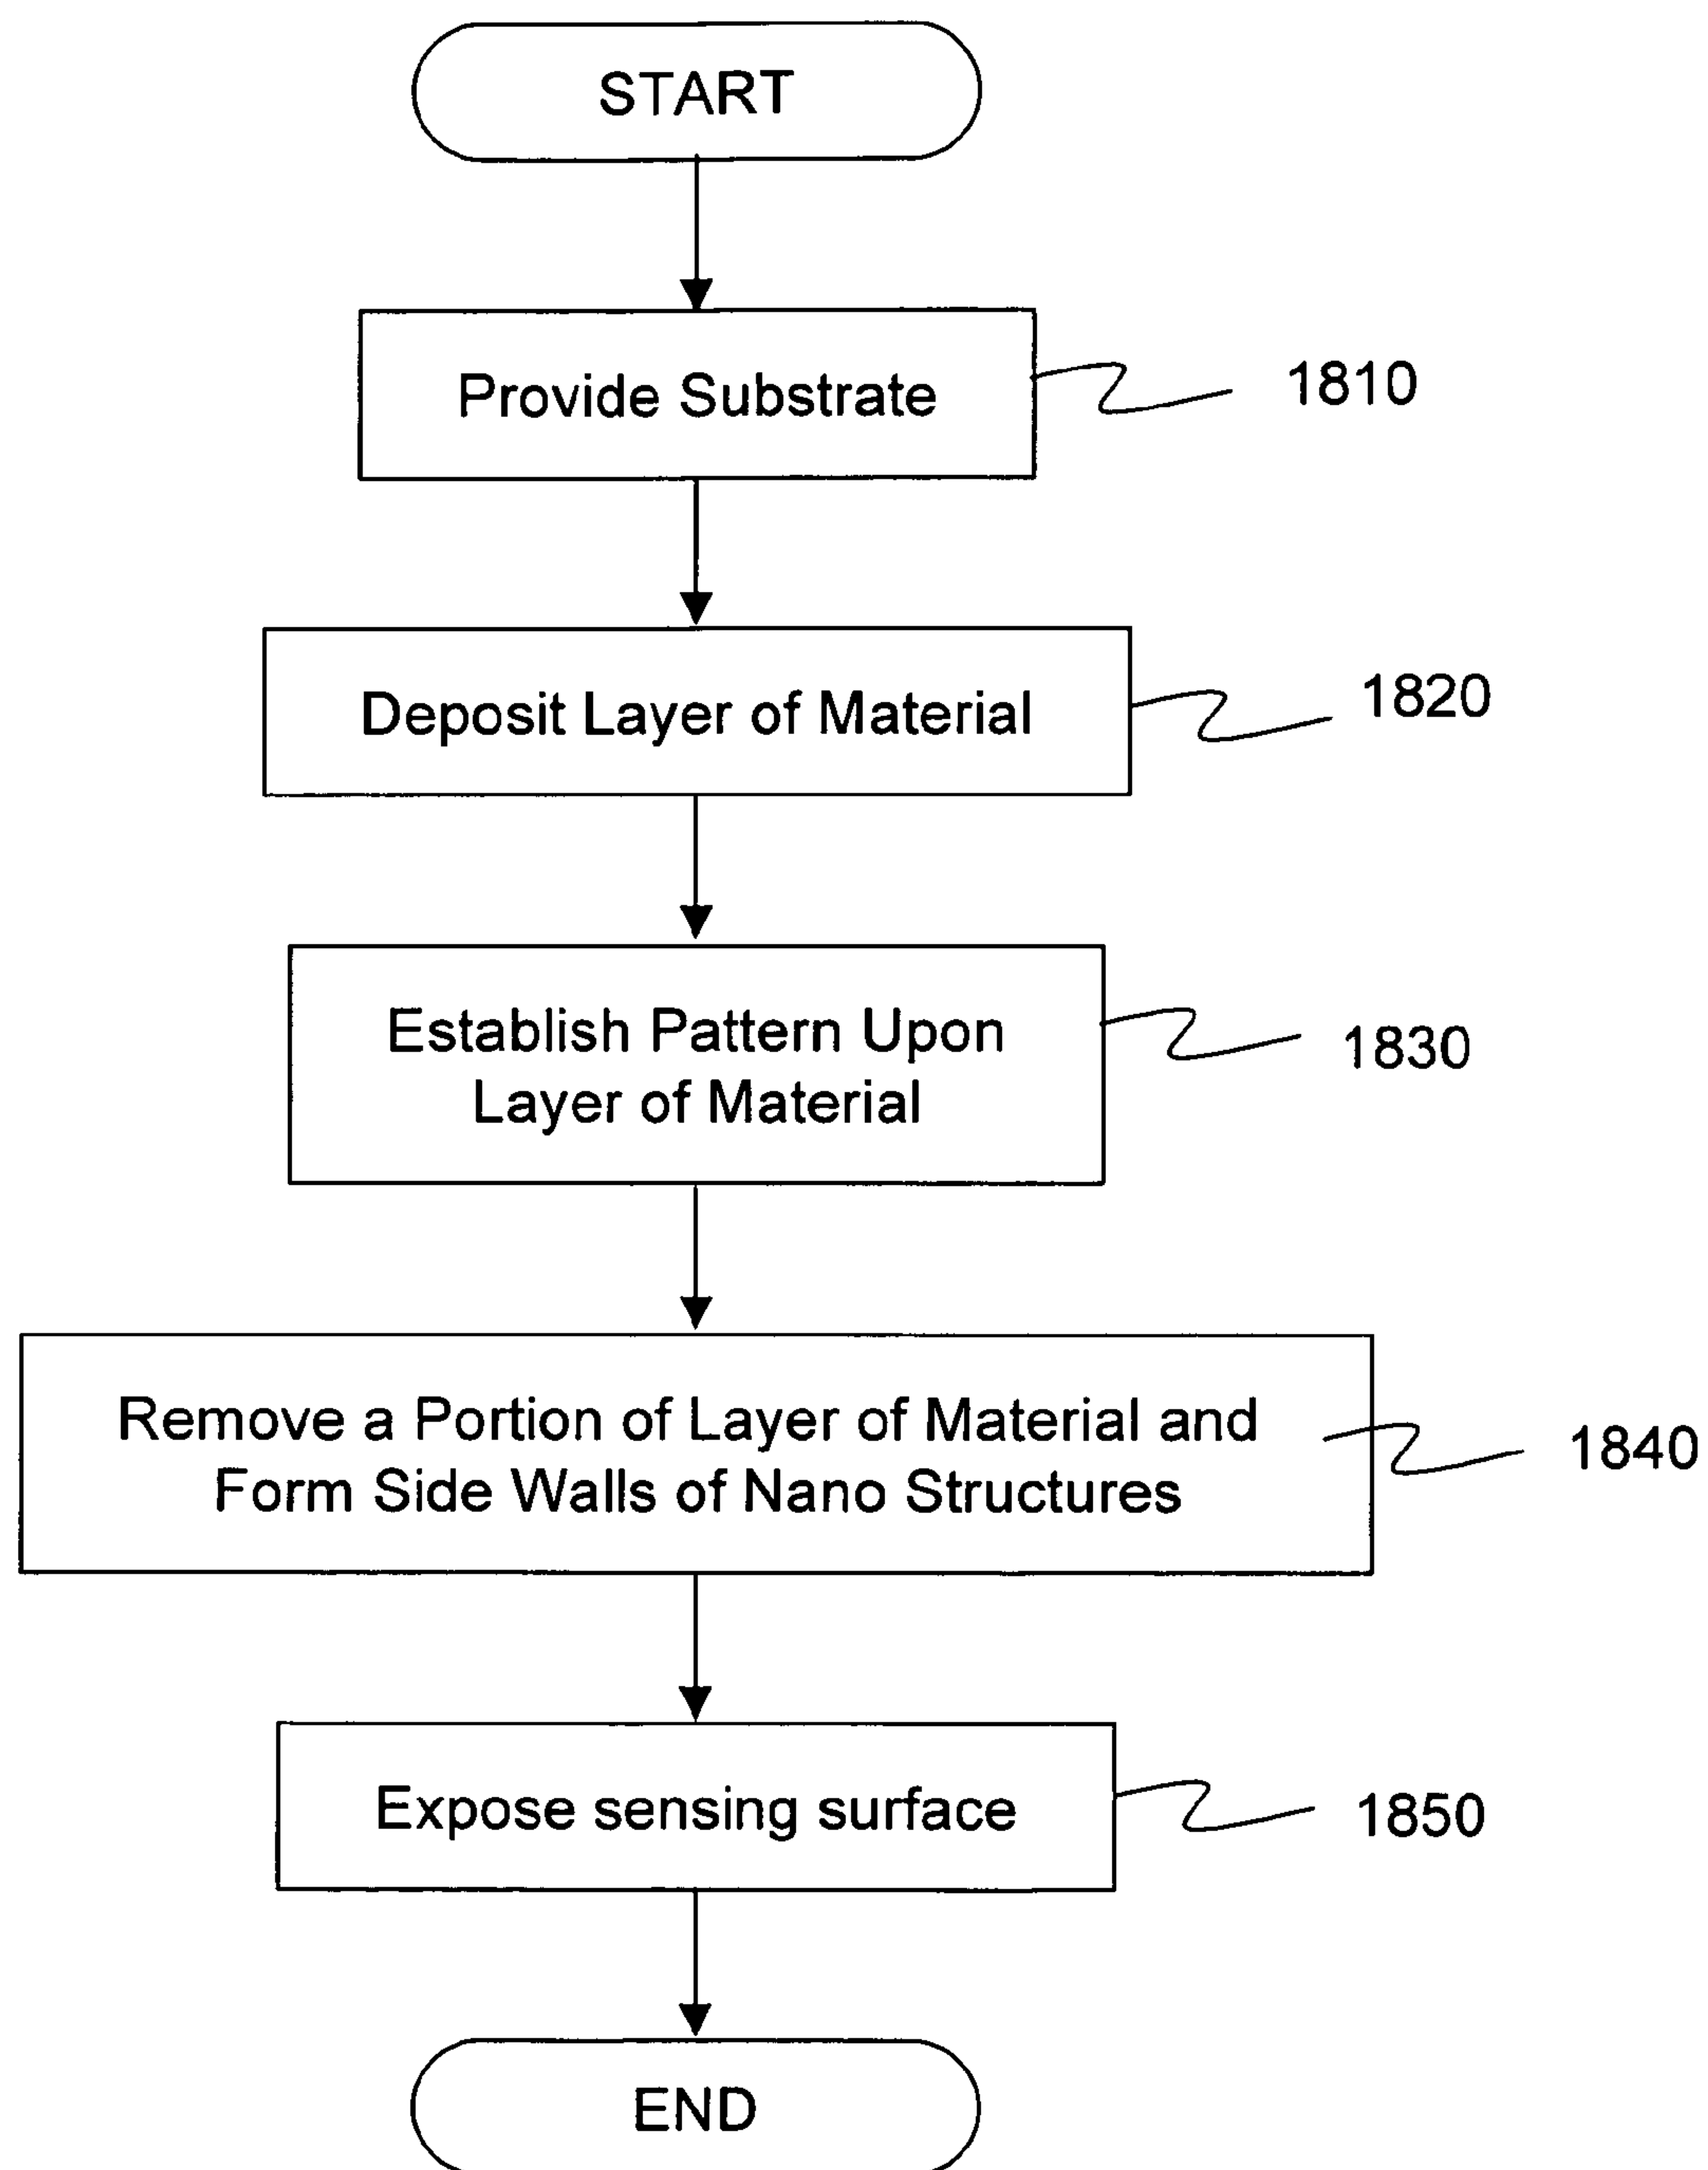 START
Provide Substrate
1810
Deposit Layer of Material
1820
Establish Pattern Upon
Layer of Material
1830
Remove a Portion of Layer of Material and
Form Side Walls of Nano Structures
1840
Expose sensing surface
1850
END